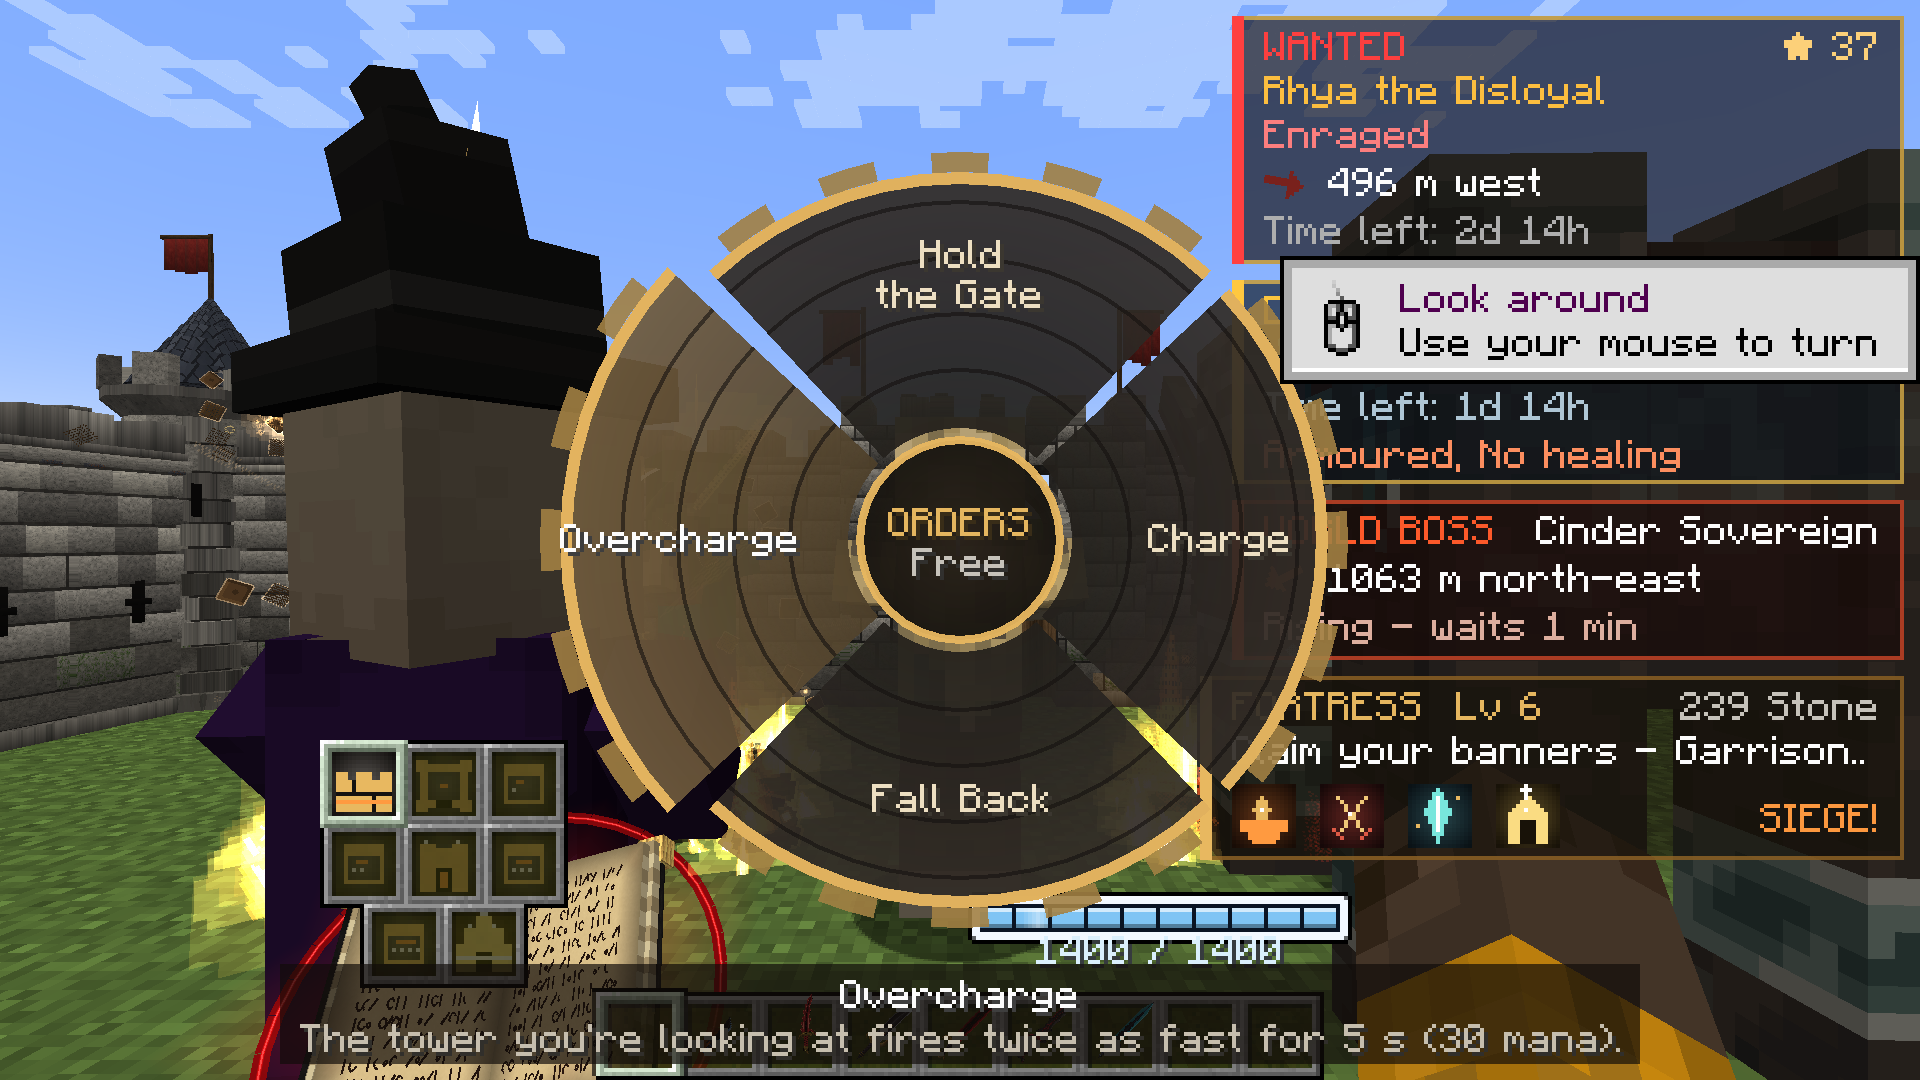 WANTED
37
Rhya the Disloyal
Enraged
496 m west
Time left: 2d 14h
Look around
Use your mouse to turn
left: 1d 14h
No healing
BOSS Cinder Sovereign
1063 m north-east
– waits 1 min
Lv 6 239 Stone
your banners – Garrison..
SIEGE!
Hold
the Gate
Overcharge
ORDERS
Free
Charge
Fall Back
1400 / 1400
Overcharge
The tower you're looking at fires twice as fast for 5 s (30 mana).